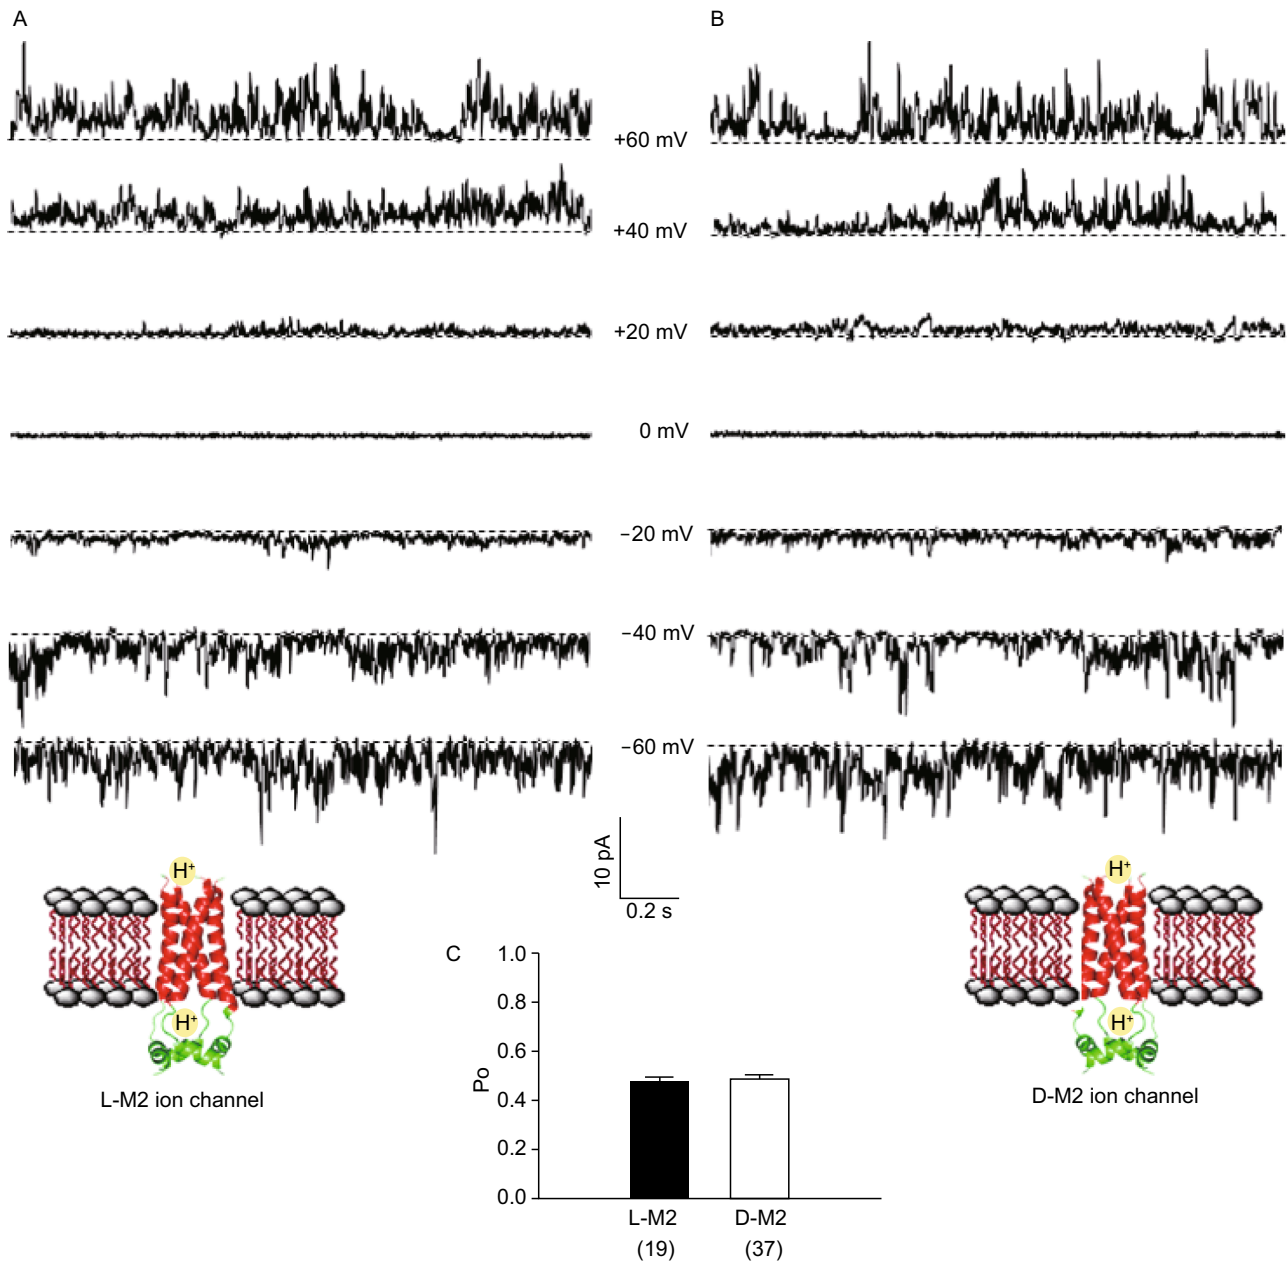 A
B
+60 mV
+40 mV
+20 mV
0 mV
−20 mV
−40 mV
−60 mV
10 pA
0.2 s
H+
H+
L-M2 ion channel
H+
H+
D-M2 ion channel
C
Po
1.0
0.8
0.6
0.4
0.2
0.0
L-M2
D-M2
(19)
(37)